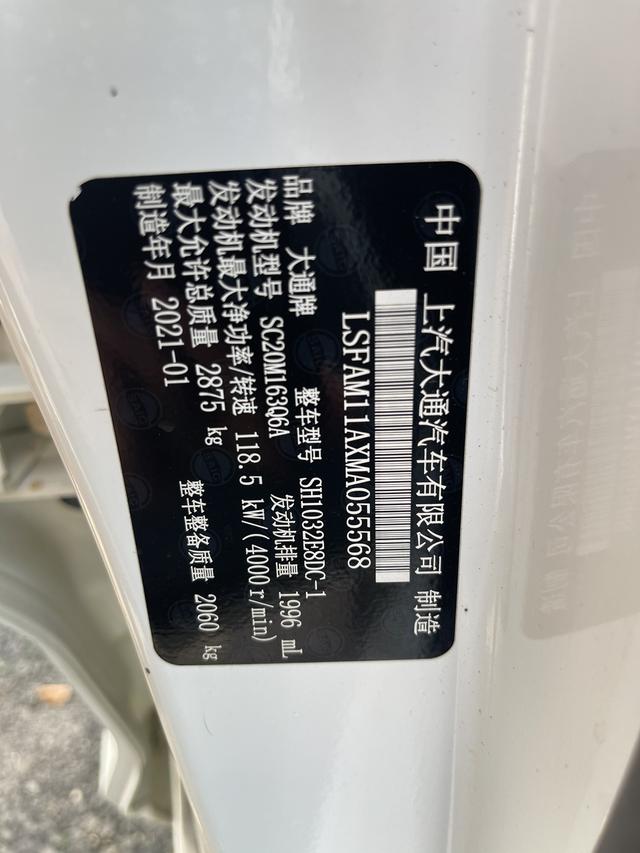 中国 上汽大通汽车有限公司 制造
LSFAM11AXMA055568
品牌 大通牌 整车型号 SH1032E8DC-1
发动机型号 SC20M163Q6A 发动机排量 1996 mL
发动机最大净功率/转速 118.5 kW/(4000r/min)
最大允许总质量 2875 kg 整车整备质量 2060 kg
制造年月 2021-01